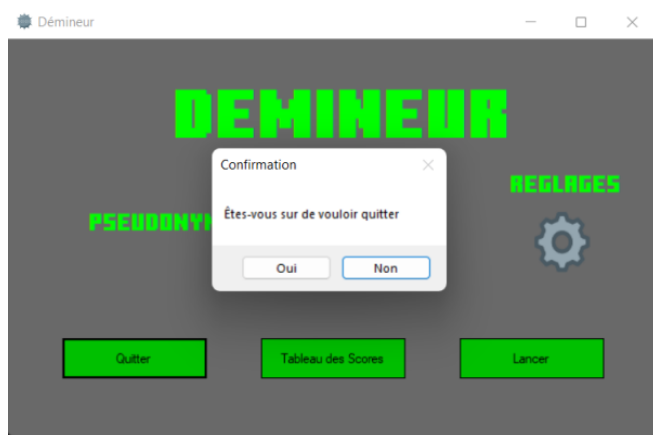 Démineur
DEMINEUR
Confirmation
REGLAGES
Êtes-vous sur de vouloir quitter
Oui
Non
Quitter
Tableau des Scores
Lancer